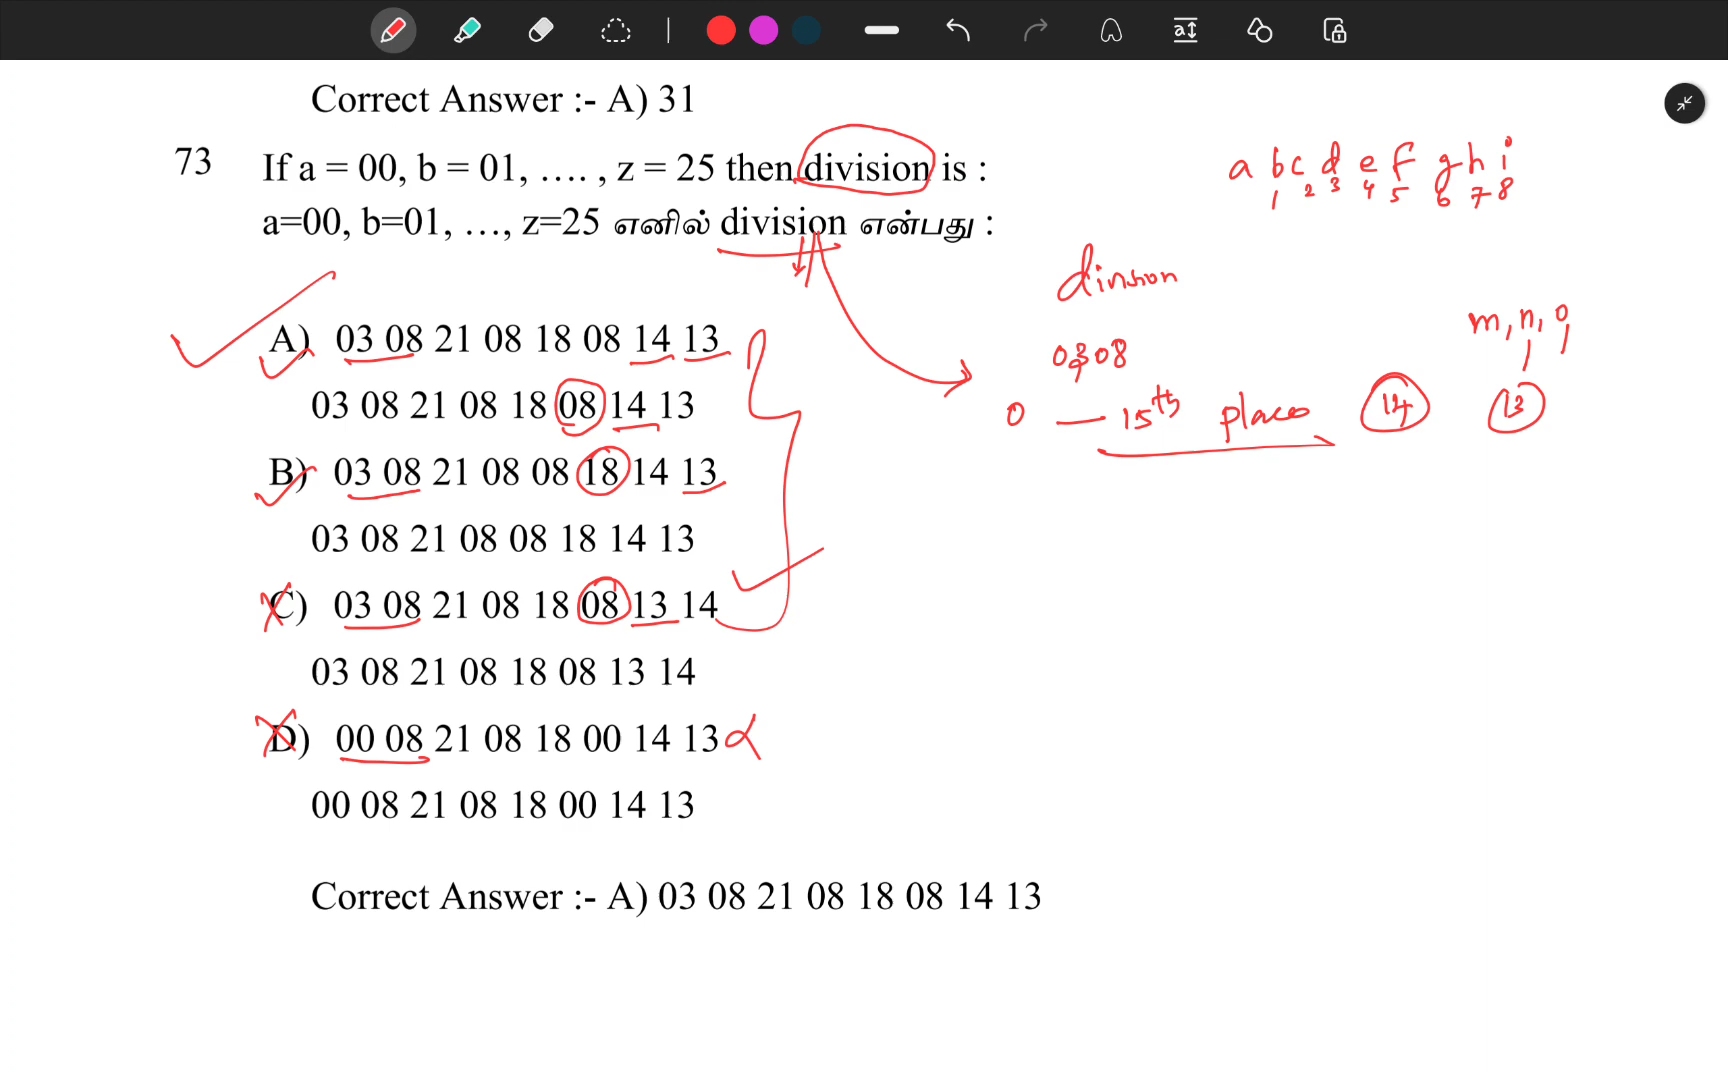 Correct Answer :- A) 31
73 If a = 00, b = 01, .... , z = 25 then division is :
a=00, b=01, ..., z=25 எனில் division என்பது :
a b c d e f g h i
1 2 3 4 5 6 7 8
A) 03 08 21 08 18 08 14 13
03 08 21 08 18 08 14 13
B) 03 08 21 08 08 18 14 13
03 08 21 08 08 18 14 13
C) 03 08 21 08 18 08 13 14
03 08 21 08 18 08 13 14
D) 00 08 21 08 18 00 14 13
00 08 21 08 18 00 14 13
m, n, o
0308
0 — 15th place 14 13
Correct Answer :- A) 03 08 21 08 18 08 14 13